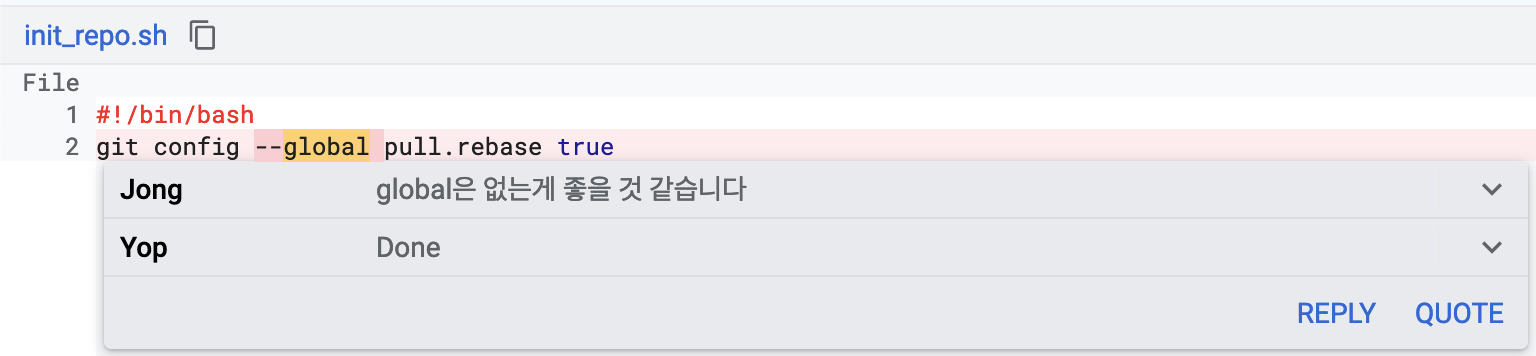 init_repo.sh
File
1 #!/bin/bash
2 git config --global pull.rebase true
Jong global은 없는게 좋을 것 같습니다
Yop Done
REPLY QUOTE